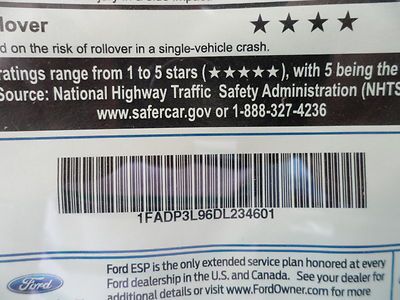 llover ★ ★ ★ ★
d on the risk of rollover in a single-vehicle crash.
ratings range from 1 to 5 stars (★★★★★), with 5 being the
Source: National Highway Traffic Safety Administration (NHTS
www.safercar.gov or 1-888-327-4236
1FADP3L96DL234601
Ford
Ford ESP is the only extended service plan honored at every
Ford dealership in the U.S. and Canada. See your dealer for
additional details or visit www.FordOwner.com for more